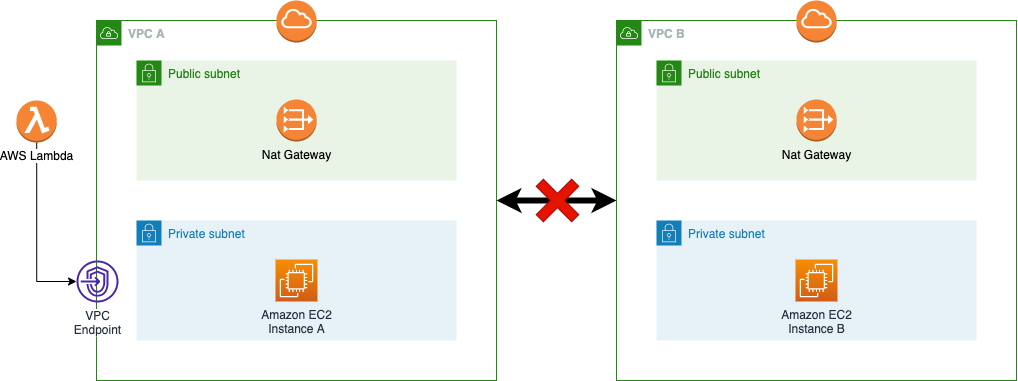 VPC A
Public subnet
Nat Gateway
AWS Lambda
Private subnet
Amazon EC2
Instance A
VPC
Endpoint
VPC B
Public subnet
Nat Gateway
Private subnet
Amazon EC2
Instance B